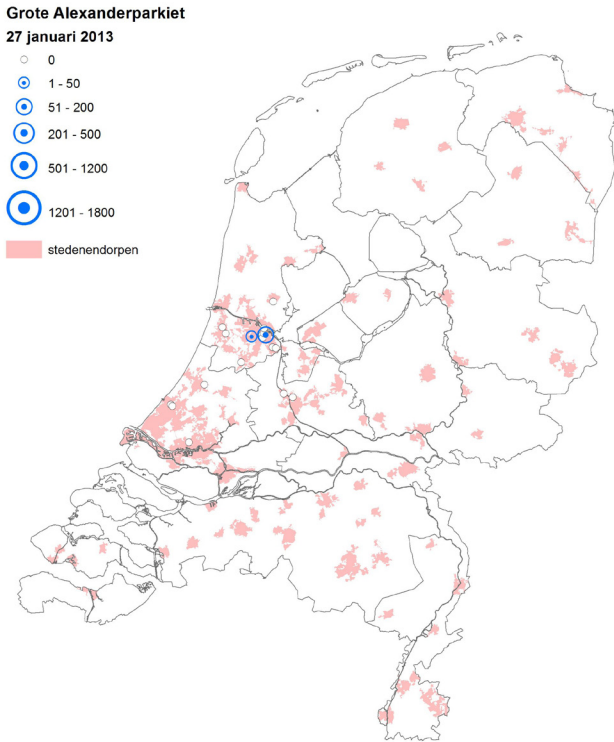 Grote Alexanderparkiet
27 januari 2013
0
1 - 50
51 - 200
201 - 500
501 - 1200
1201 - 1800
stedenendorpen